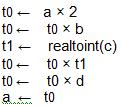 t0 ← a × 2
t0 ← t0 × b
t1 ← realtoint(c)
t0 ← t0 × t1
t0 ← t0 × d
a ← t0